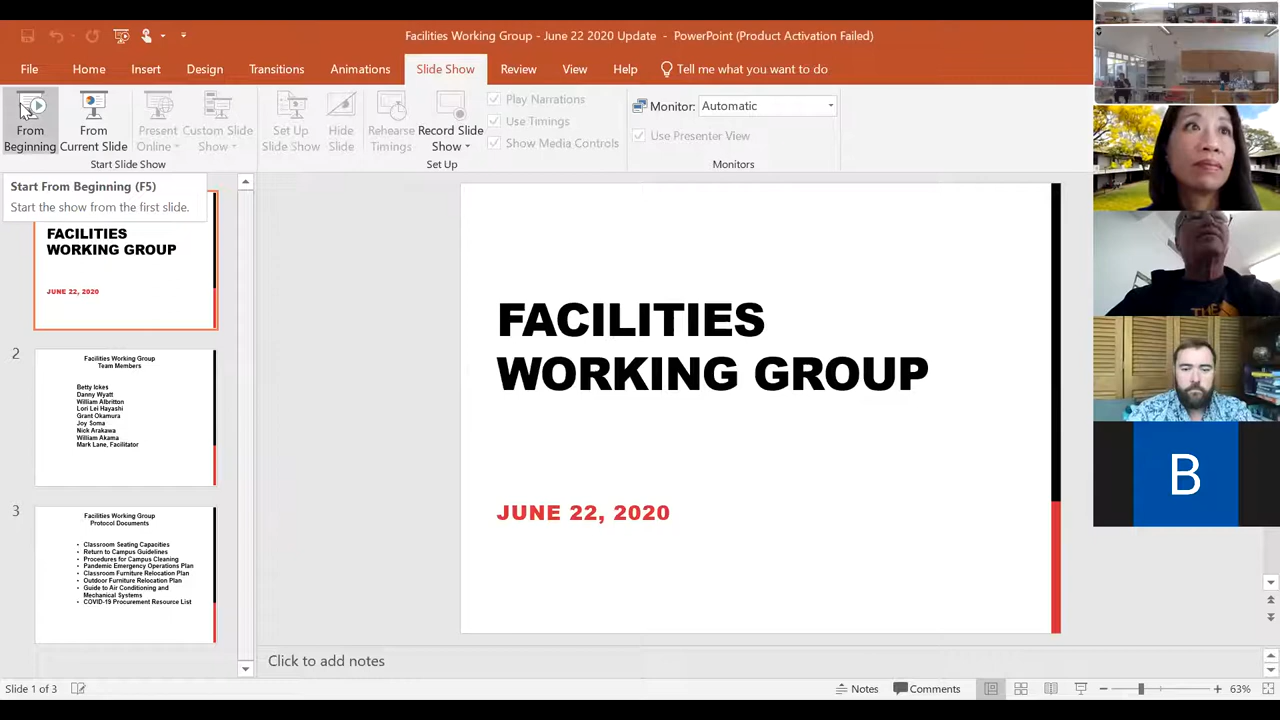 Facilities Working Group - June 22 2020 Update - PowerPoint (Product Activation Failed)
File Home Insert Design Transitions Animations Slide Show Review View Help Tell me what you want to do
From Beginning
From Current Slide
Present Online
Custom Slide Show
Start Slide Show
Set Up Slide Show
Hide Slide
Rehearse Timings
Record Slide Show
Play Narrations
Use Timings
Show Media Controls
Set Up
Monitor: Automatic
Use Presenter View
Monitors
Start From Beginning (F5)
Start the show from the first slide.
FACILITIES
WORKING GROUP
JUNE 22, 2020
2
Facilities Working Group
Team Members
Betty Ickes
Danny Wyatt
William Albritton
Lori Lei Hayashi
Grant Okamura
Joy Soma
Nick Arakawa
William Akama
Mark Lane, Facilitator
3
Facilities Working Group
Protocol Documents
• Classroom Seating Capacities
• Return to Campus Guidelines
• Procedures for Campus Cleaning
• Pandemic Emergency Operations Plan
• Classroom Furniture Relocation Plan
• Outdoor Furniture Relocation Plan
• Guide to Air Conditioning and
Mechanical Systems
• COVID-19 Procurement Resource List
FACILITIES
WORKING GROUP
JUNE 22, 2020
THE
B
Click to add notes
Slide 1 of 3
Notes
Comments
63%